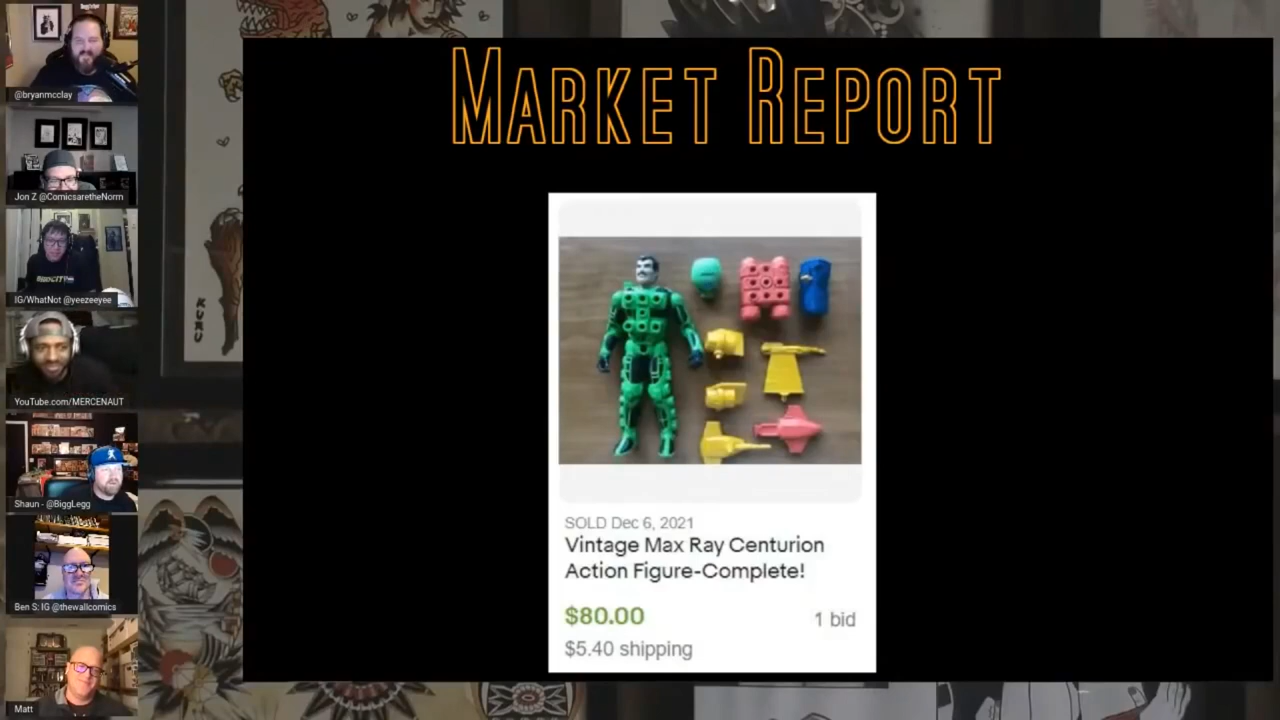 MARKET REPORT
@bryanmcclay
Jon Z @ComicsaretheNorm
IG/WhatNot @yeezeeyee
YouTube.com/MERCENAUT
Shaun - @BiggLegg
Ben S: IG @thewallcomics
Matt
KURU
SOLD Dec 6, 2021
Vintage Max Ray Centurion
Action Figure-Complete!
$80.00
1 bid
$5.40 shipping